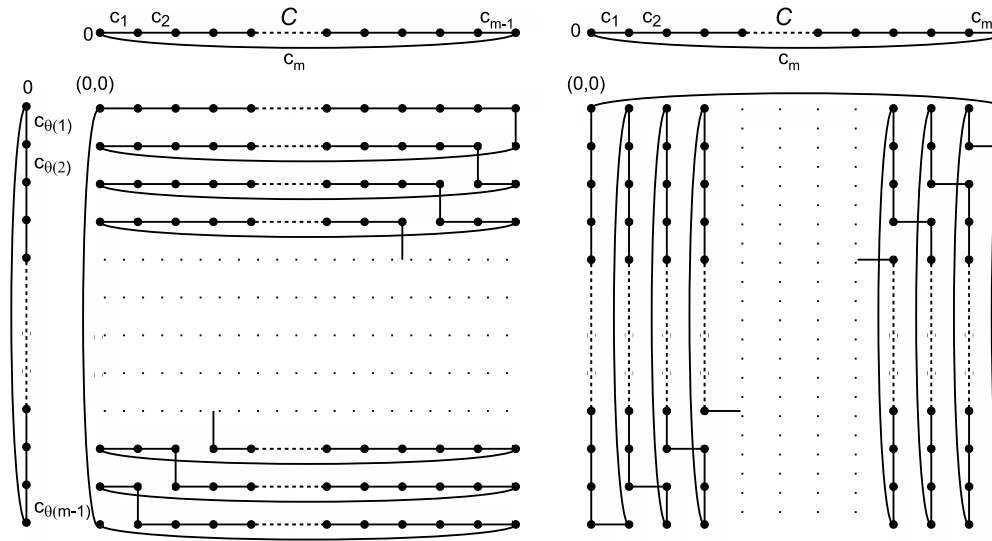 c1 c2 C cm-1
0
cm
0 (0,0)
cθ(1)
cθ(2)
cθ(m-1)
c1 c2 C cm
0
cm
(0,0)